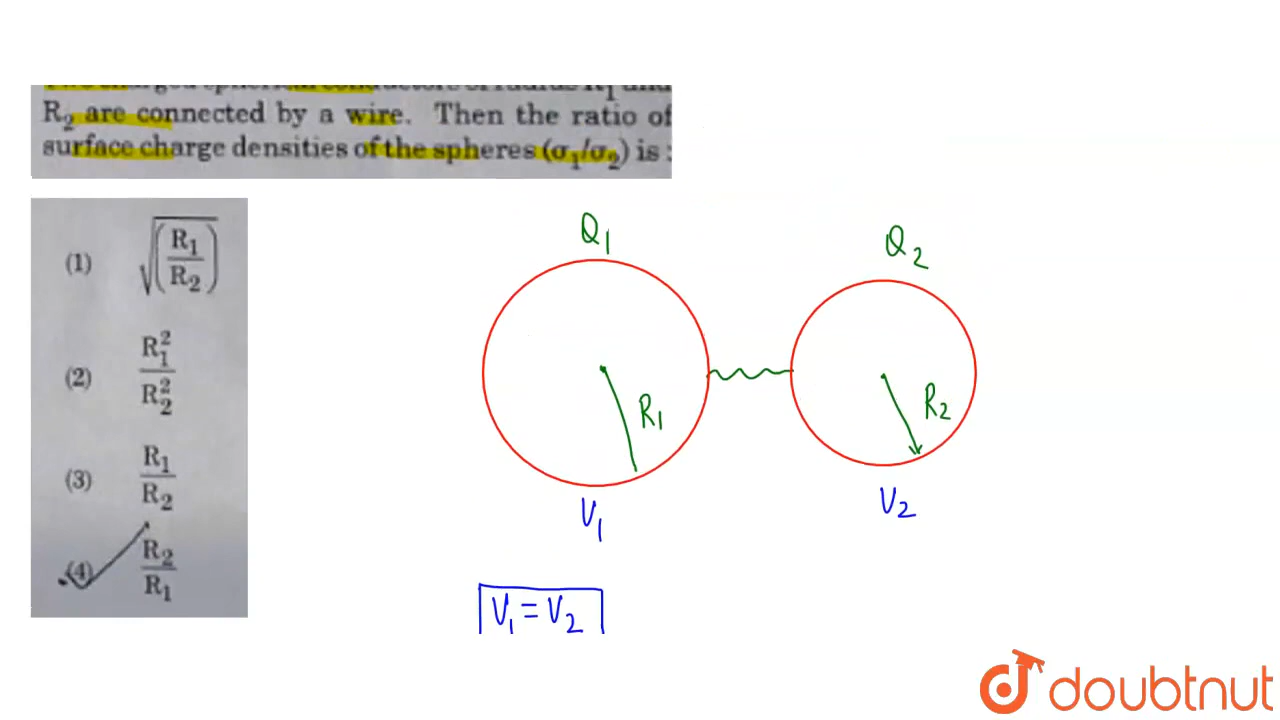 R₂ are connected by a wire. Then the ratio of
surface charge densities of the spheres (σ₁/σ₂) is :
(1) √(R₁/R₂)
(2) R₁²/R₂²
(3) R₁/R₂
(4) R₂/R₁
Q₁
Q₂
R₁
R₂
V₁
V₂
V₁ = V₂
doubtnut